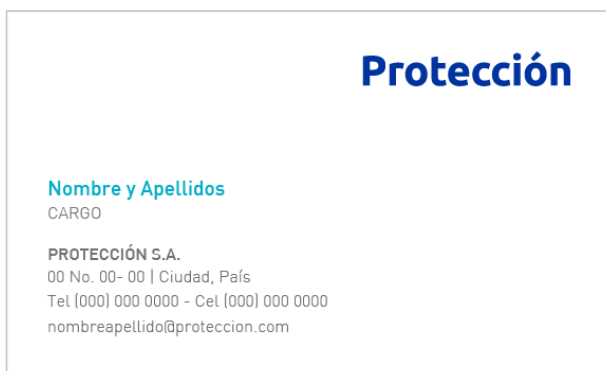 Protección
Nombre y Apellidos
CARGO
PROTECCIÓN S.A.
00 No. 00- 00 | Ciudad, País
Tel (000) 000 0000 - Cel (000) 000 0000
nombreapellido@proteccion.com